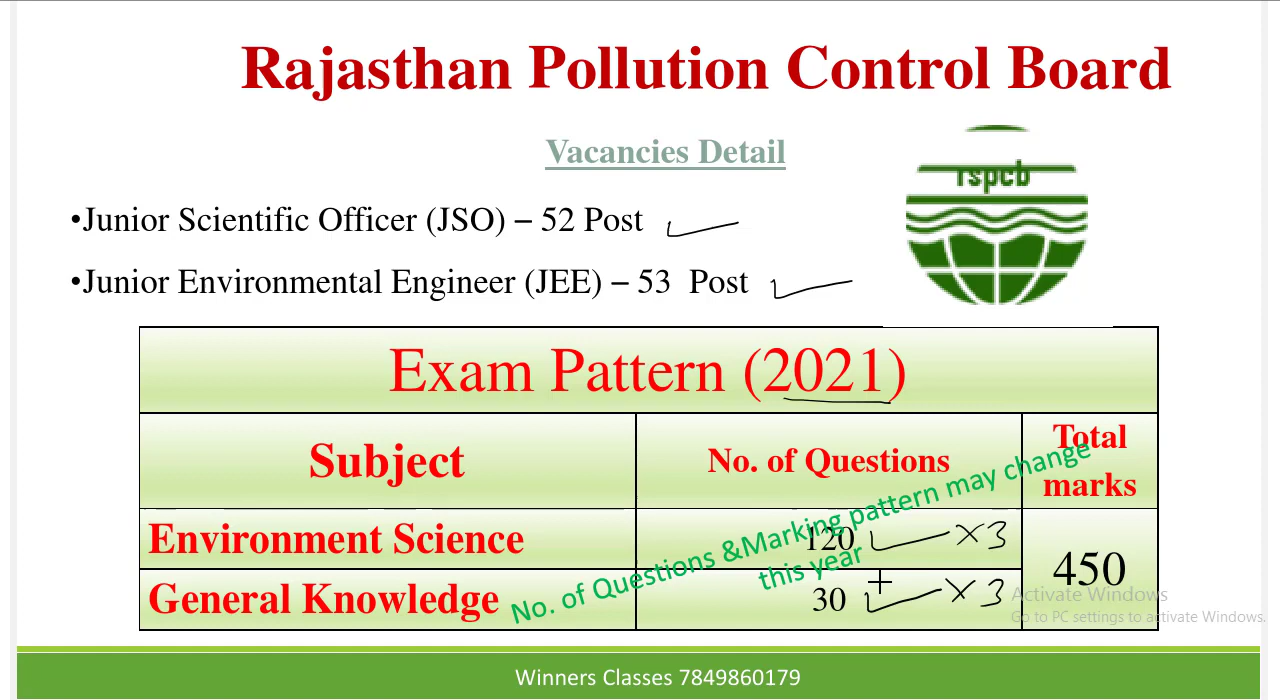 Rajasthan Pollution Control Board
Vacancies Detail
rspcb
•Junior Scientific Officer (JSO) – 52 Post
•Junior Environmental Engineer (JEE) – 53 Post
Exam Pattern (2021)
Subject
No. of Questions
Total
marks
Environment Science
120
×3
450
General Knowledge
30
×3
No. of Questions &Marking pattern may change
this year
Activate Windows
Go to PC settings to activate Windows.
Winners Classes 7849860179